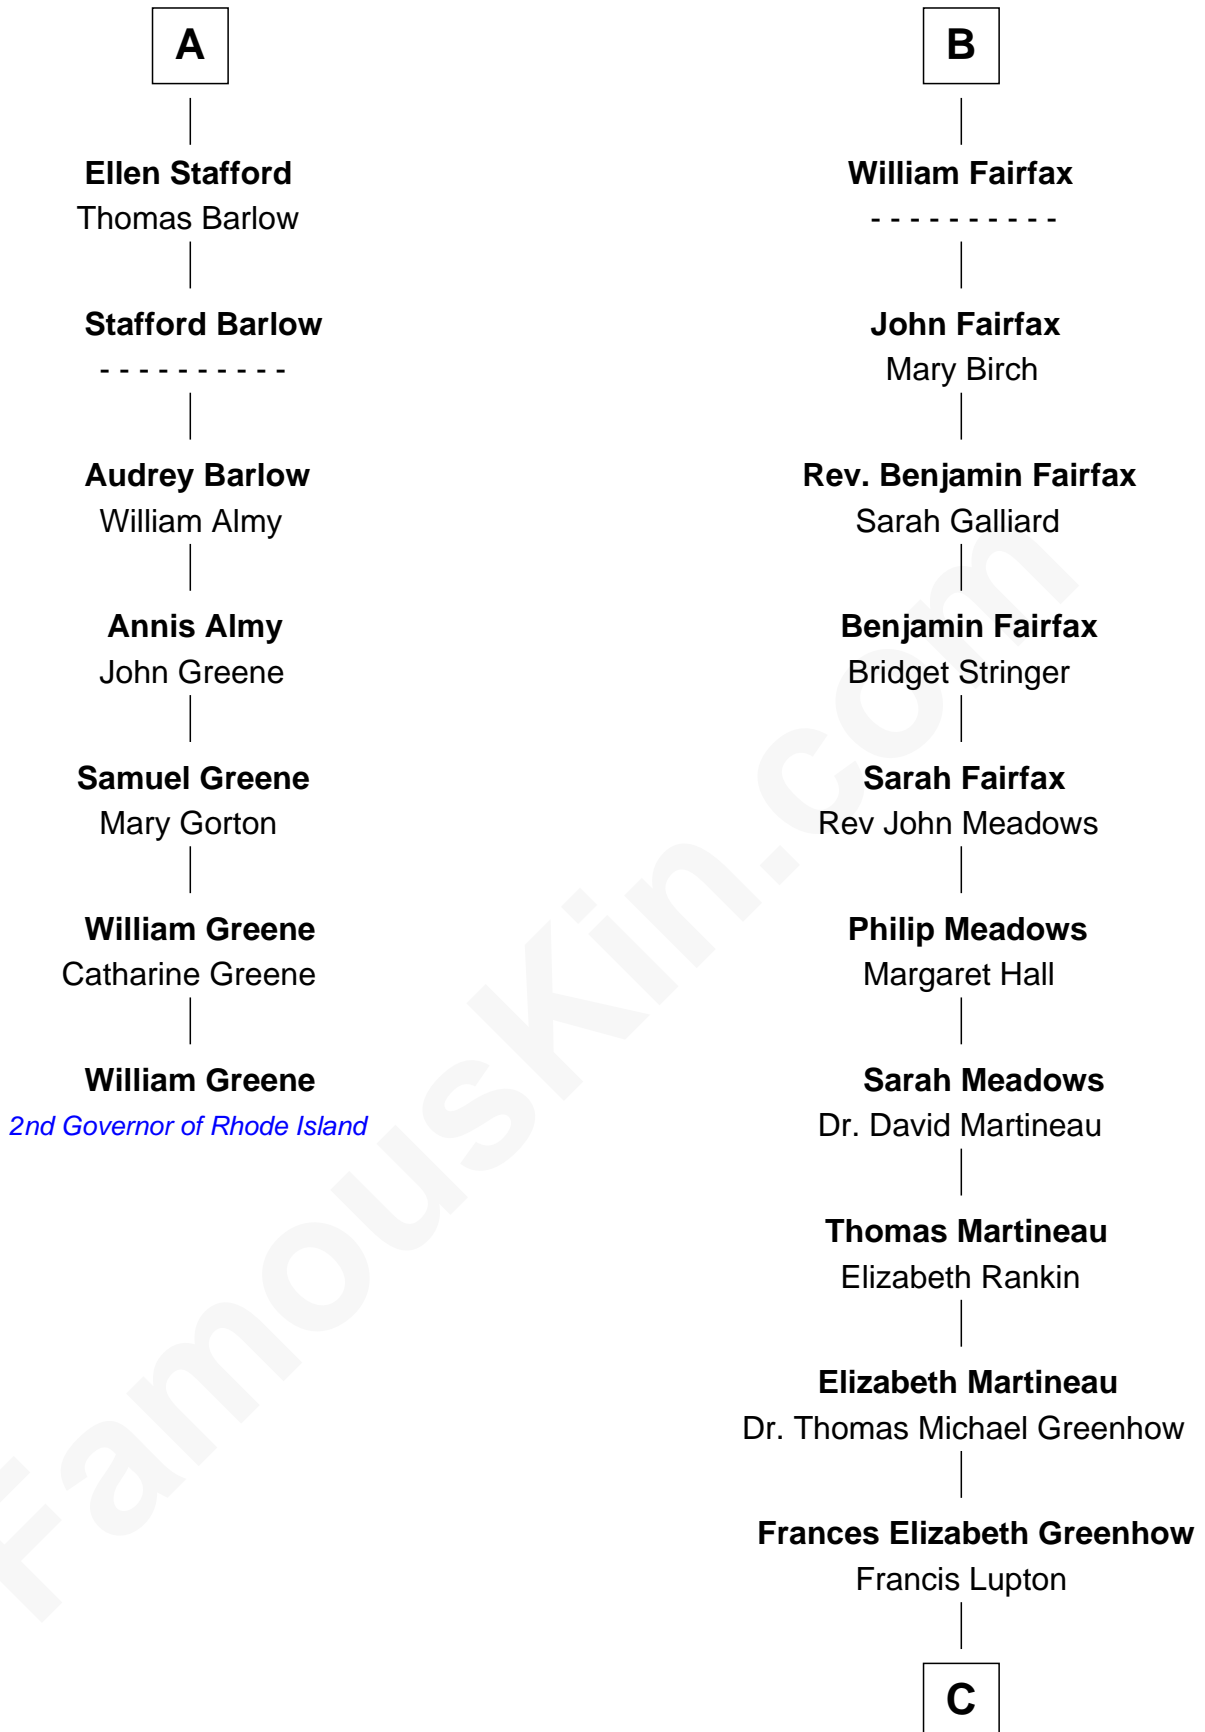 A
Ellen Stafford
Thomas Barlow
Stafford Barlow
- - - - - - - - - -
Audrey Barlow
William Almy
Annis Almy
John Greene
Samuel Greene
Mary Gorton
William Greene
Catharine Greene
William Greene
2nd Governor of Rhode Island
B
William Fairfax
- - - - - - - - - -
John Fairfax
Mary Birch
Rev. Benjamin Fairfax
Sarah Galliard
Benjamin Fairfax
Bridget Stringer
Sarah Fairfax
Rev John Meadows
Philip Meadows
Margaret Hall
Sarah Meadows
Dr. David Martineau
Thomas Martineau
Elizabeth Rankin
Elizabeth Martineau
Dr. Thomas Michael Greenhow
Frances Elizabeth Greenhow
Francis Lupton
C
FamousKin.com